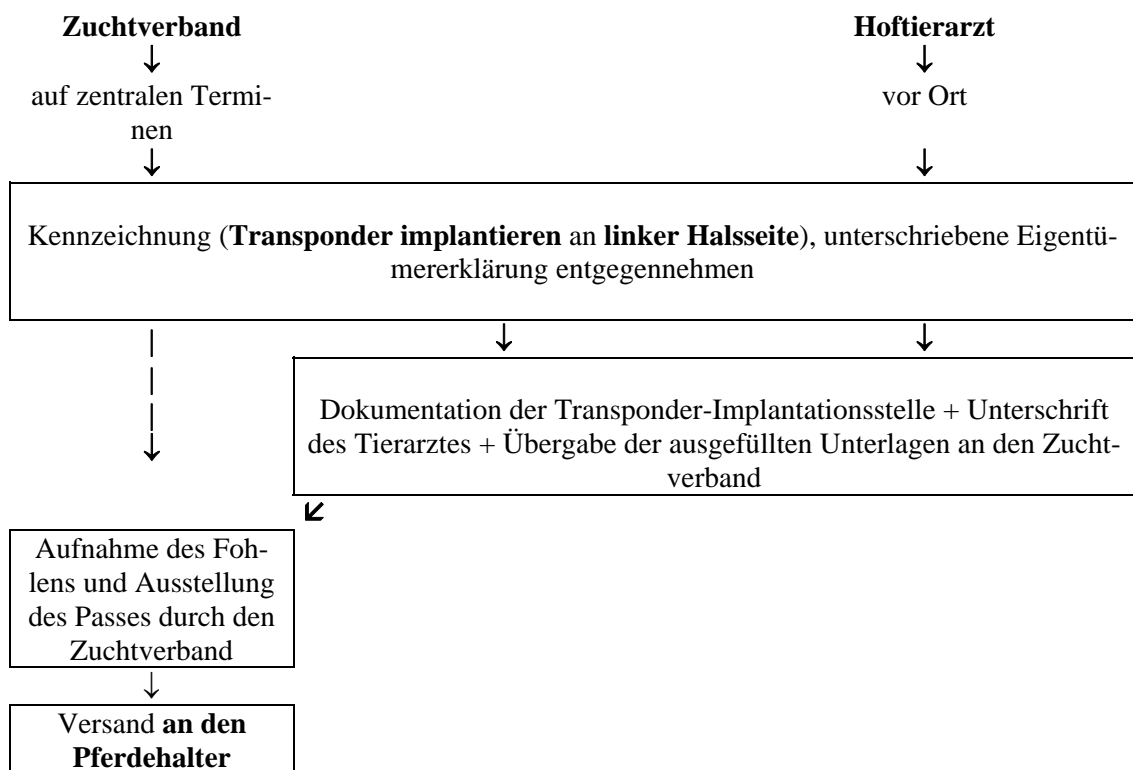 Zuchtverband
Hoftierarzt
auf zentralen Termi-
nen
vor Ort
Kennzeichnung (Transponder implantieren an linker Halsseite), unterschriebene Eigentü-
mererklärung entgegennehmen
Dokumentation der Transponder-Implantationsstelle + Unterschrift
des Tierarztes + Übergabe der ausgefüllten Unterlagen an den Zucht-
verband
Aufnahme des Foh-
lens und Ausstellung
des Passes durch den
Zuchtverband
Versand an den
Pferdehalter